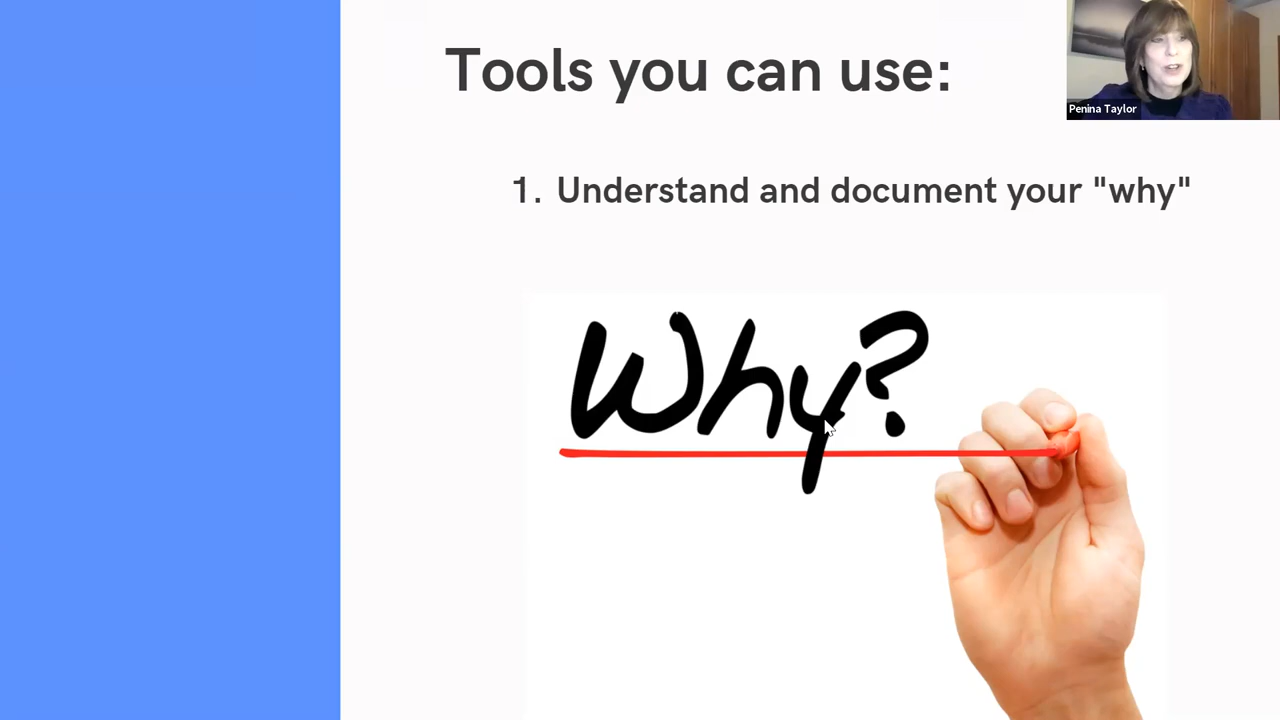 Tools you can use:
Penina Taylor
1. Understand and document your "why"
Why?